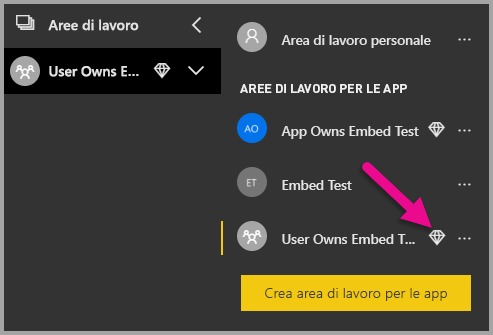 Aree di lavoro
User Owns E...
Area di lavoro personale
AREE DI LAVORO PER LE APP
AO App Owns Embed Test
ET Embed Test
User Owns Embed T...
Crea area di lavoro per le app